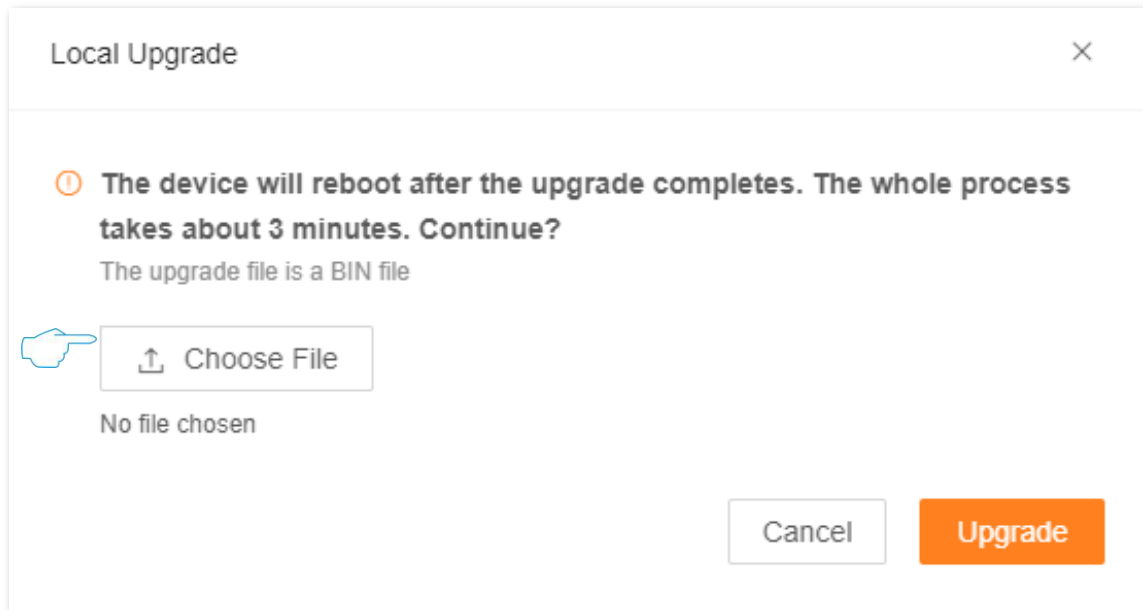 Local Upgrade
The device will reboot after the upgrade completes. The whole process
takes about 3 minutes. Continue?
The upgrade file is a BIN file
Choose File
No file chosen
Cancel
Upgrade